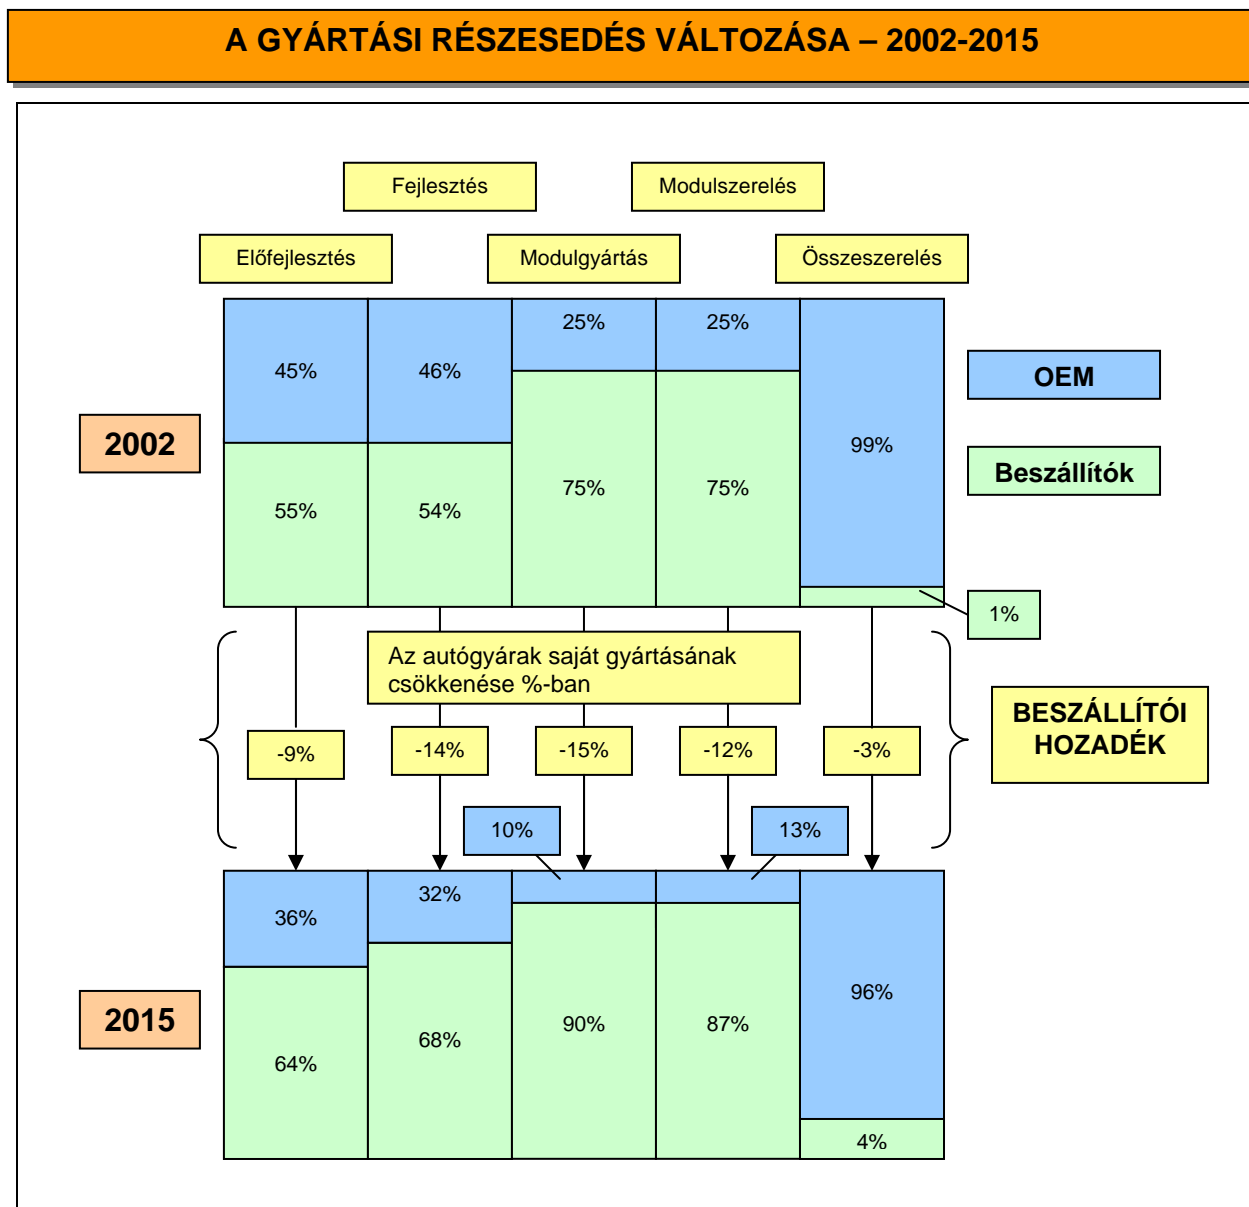 A GYÁRTÁSI RÉSZESEDÉS VÁLTOZÁSA – 2002-2015
Fejlesztés
Modulszerelés
Előfejlesztés
Modulgyártás
Összeszerelés
25%
25%
45%
46%
OEM
2002
99%
Beszállítók
75%
75%
55%
54%
1%
Az autógyárak saját gyártásának
csökkenése %-ban
BESZÁLLÍTÓI
HOZADÉK
-9%
-14%
-15%
-12%
-3%
10%
13%
36%
32%
96%
2015
64%
68%
90%
87%
4%